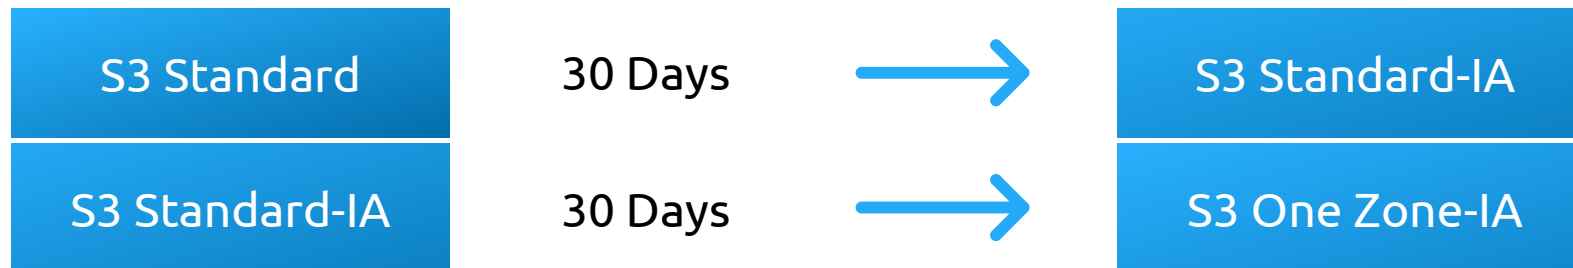 S3 Standard 30 Days S3 Standard-IA
S3 Standard-IA 30 Days S3 One Zone-IA